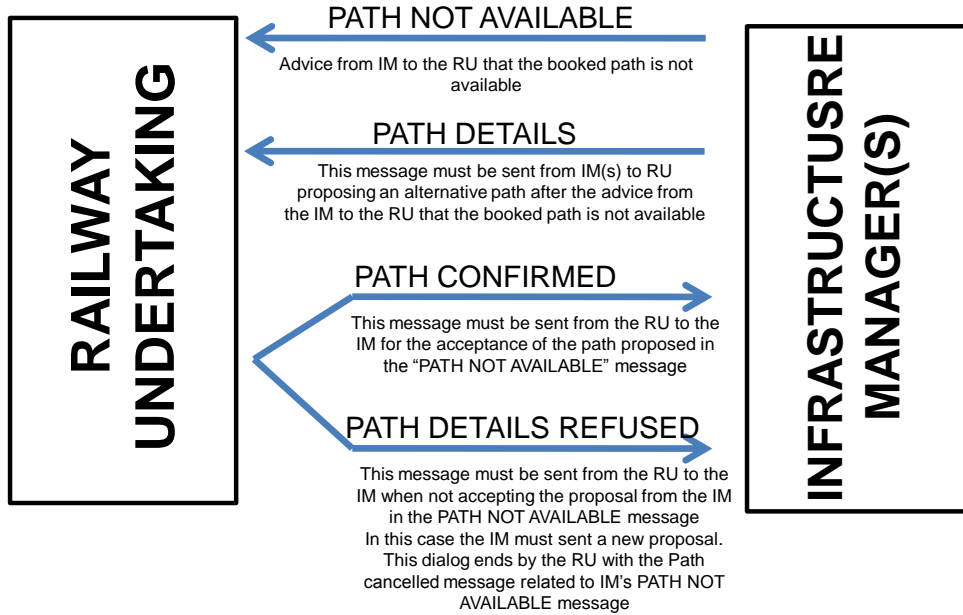 RAILWAY
UNDERTAKING
PATH NOT AVAILABLE
Advice from IM to the RU that the booked path is not
available
PATH DETAILS
This message must be sent from IM(s) to RU
proposing an alternative path after the advice from
the IM to the RU that the booked path is not available
PATH CONFIRMED
This message must be sent from the RU to the
IM for the acceptance of the path proposed in
the “PATH NOT AVAILABLE” message
PATH DETAILS REFUSED
This message must be sent from the RU to the
IM when not accepting the proposal from the IM
in the PATH NOT AVAILABLE message
In this case the IM must sent a new proposal.
This dialog ends by the RU with the Path
cancelled message related to IM’s PATH NOT
AVAILABLE message
INFRASTRUCTUSRE
MANAGER(S)